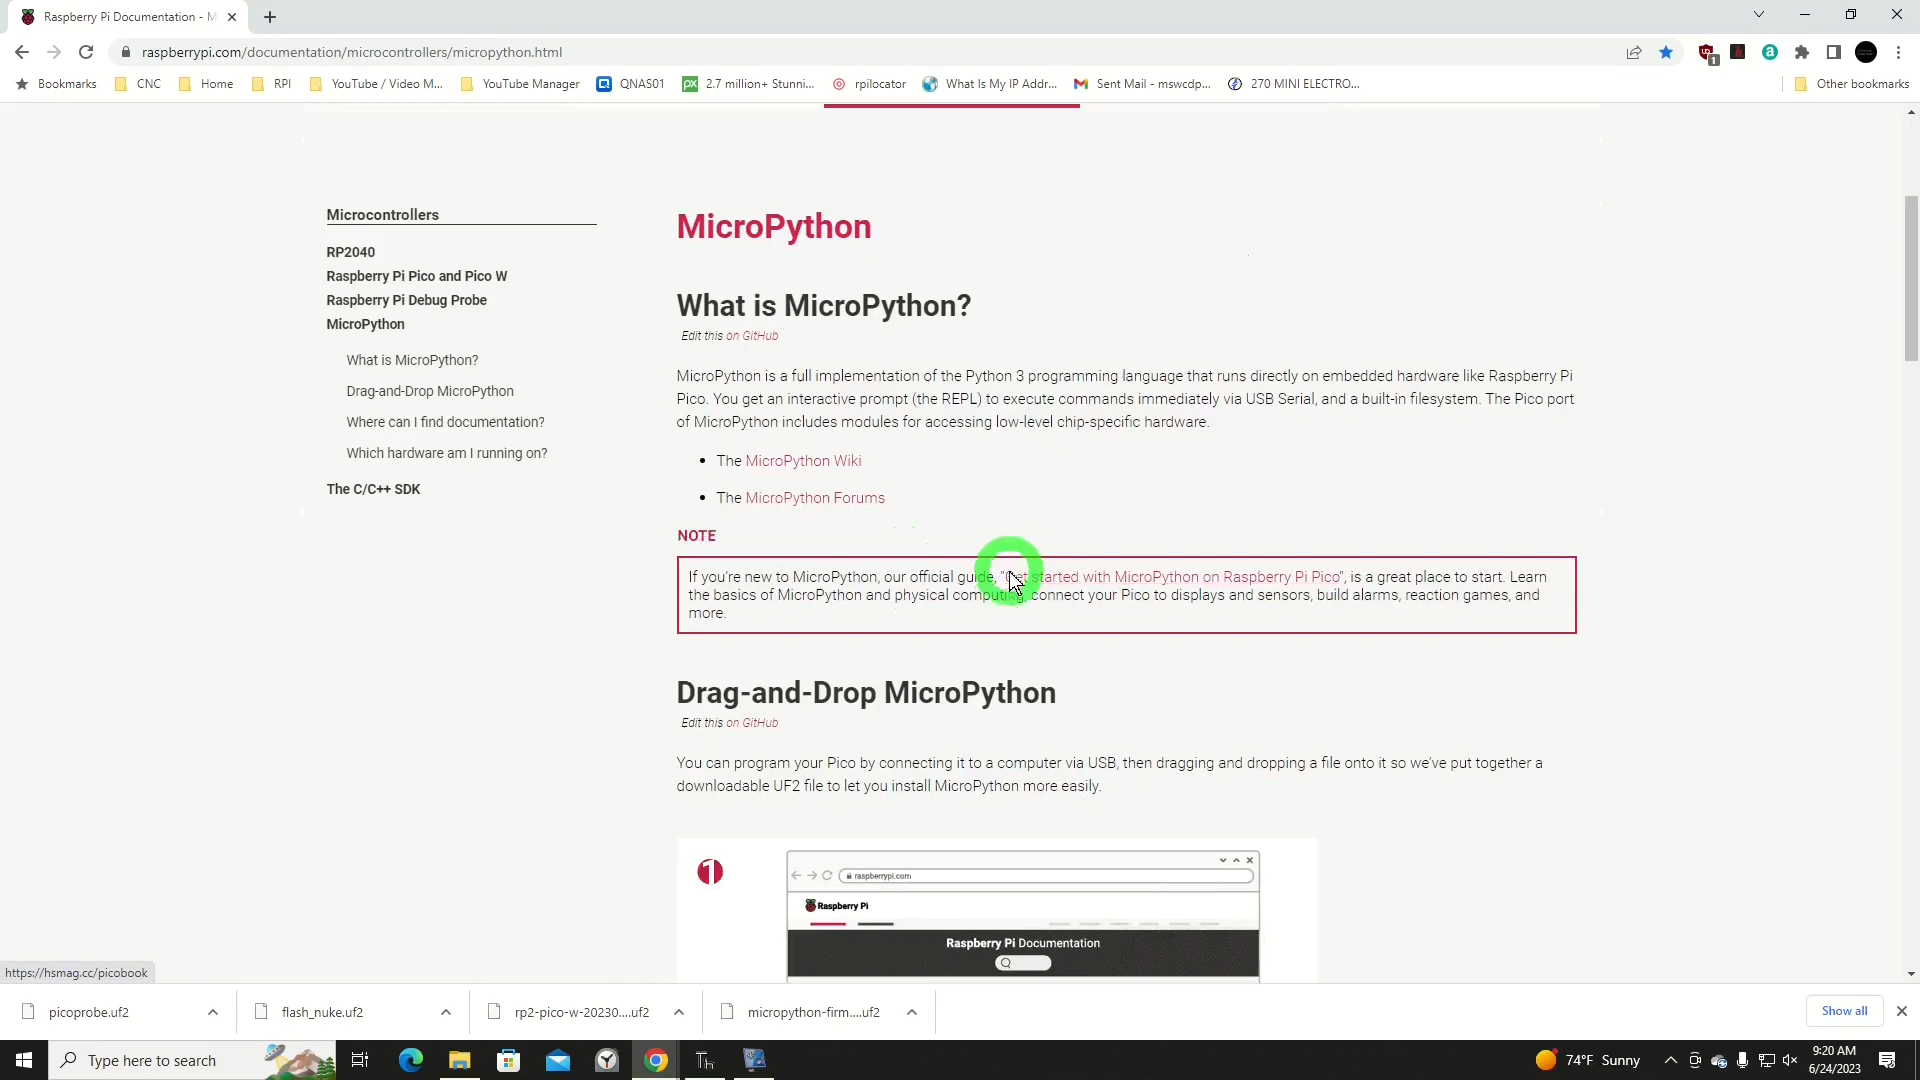 Raspberry Pi Documentation - M
raspberrypi.com/documentation/microcontrollers/micropython.html
1
Bookmarks CNC Home RPI YouTube / Video M... YouTube Manager QNAS01 2.7 million+ Stunni... rpilocator What Is My IP Addr... Sent Mail - mswcdp... 270 MINI ELECTRO... Other bookmarks
Microcontrollers
RP2040
Raspberry Pi Pico and Pico W
Raspberry Pi Debug Probe
MicroPython
What is MicroPython?
Drag-and-Drop MicroPython
Where can I find documentation?
Which hardware am I running on?
The C/C++ SDK
MicroPython
What is MicroPython?
Edit this on GitHub
MicroPython is a full implementation of the Python 3 programming language that runs directly on embedded hardware like Raspberry Pi
Pico. You get an interactive prompt (the REPL) to execute commands immediately via USB Serial, and a built-in filesystem. The Pico port
of MicroPython includes modules for accessing low-level chip-specific hardware.
• The MicroPython Wiki
• The MicroPython Forums
NOTE
If you're new to MicroPython, our official guide, "Get started with MicroPython on Raspberry Pi Pico", is a great place to start. Learn
the basics of MicroPython and physical computing, connect your Pico to displays and sensors, build alarms, reaction games, and
more.
Drag-and-Drop MicroPython
Edit this on GitHub
You can program your Pico by connecting it to a computer via USB, then dragging and dropping a file onto it so we've put together a
downloadable UF2 file to let you install MicroPython more easily.
1
raspberrypi.com
Raspberry Pi
Raspberry Pi Documentation
https://hsmag.cc/picobook
picoprobe.uf2 flash_nuke.uf2 rp2-pico-w-20230....uf2 micropython-firm....uf2 Show all
Type here to search
74°F Sunny
9:20 AM
6/24/2023